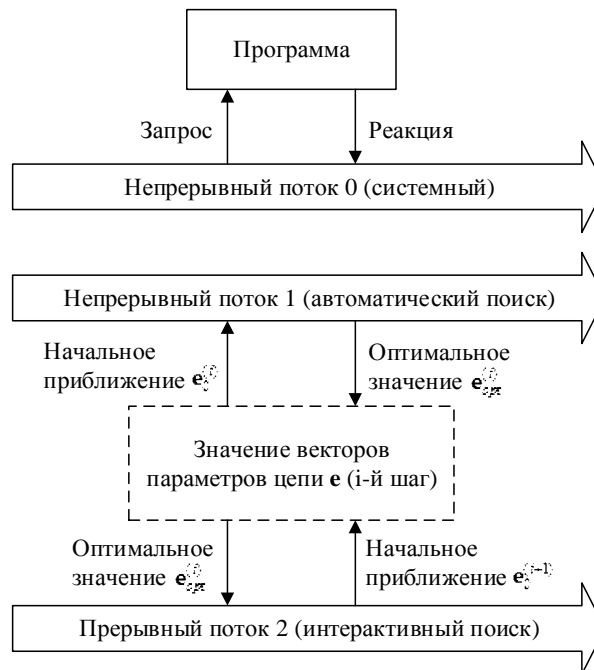 Программа
Запрос
Реакция
Непрерывный поток 0 (системный)
Непрерывный поток 1 (автоматический поиск)
Начальное
приближение e
Оптимальное
значение e
Значение векторов
параметров цепи e (i-й шаг)
Оптимальное
значение e
Начальное
приближение e
Прерывный поток 2 (интерактивный поиск)